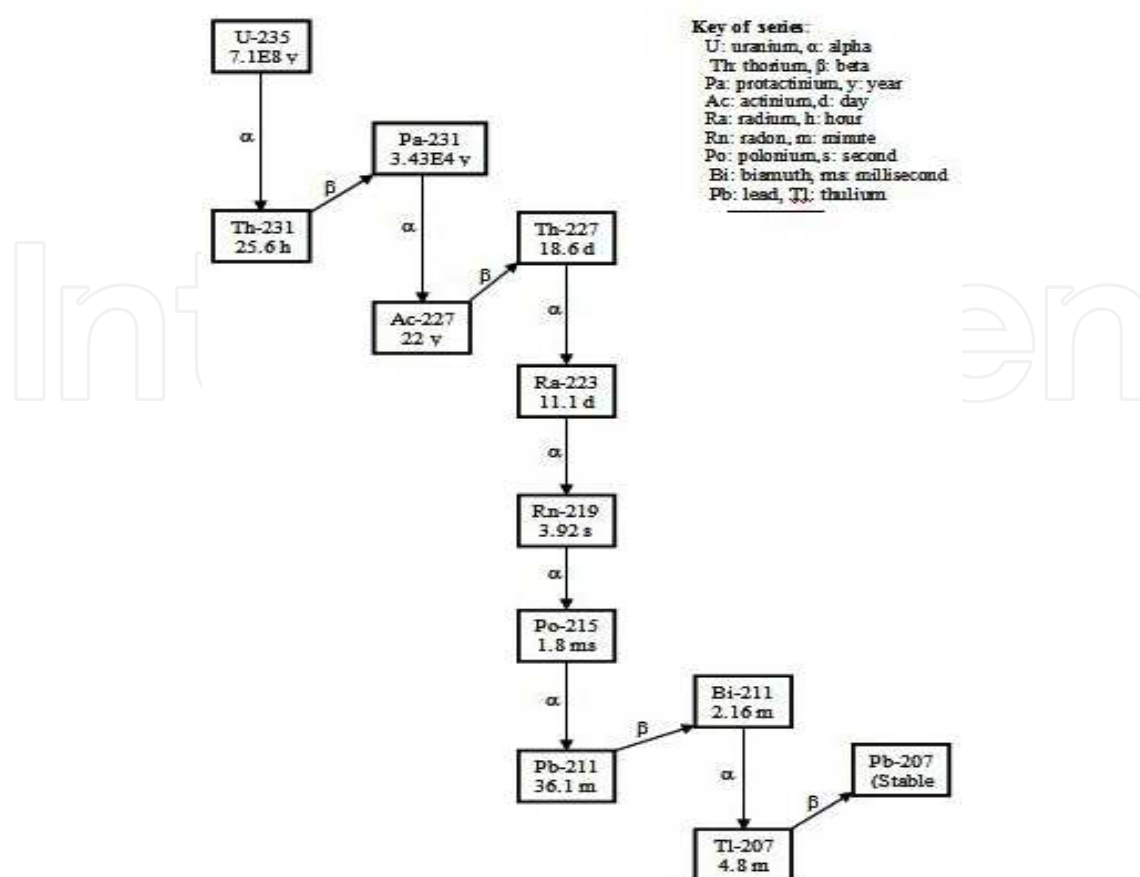 U-235
7.1E8 y
α
Pa-231
3.43E4 y
β
Th-231
25.6 h
α
Th-227
18.6 d
β
Ac-227
22 y
α
Ra-223
11.1 d
α
Rn-219
3.92 s
α
Po-215
1.8 ms
α
Bi-211
2.16 m
β
Pb-211
36.1 m
α
Pb-207
(Stable
β
Tl-207
4.8 m
Key of series:
U: uranium, α: alpha
Th: thorium, β: beta
Pa: protactinium, y: year
Ac: actinium, d: day
Ra: radium, h: hour
Rn: radon, m: minute
Po: polonium, s: second
Bi: bismuth, ms: millisecond
Pb: lead, Tl: thulium
Int
en